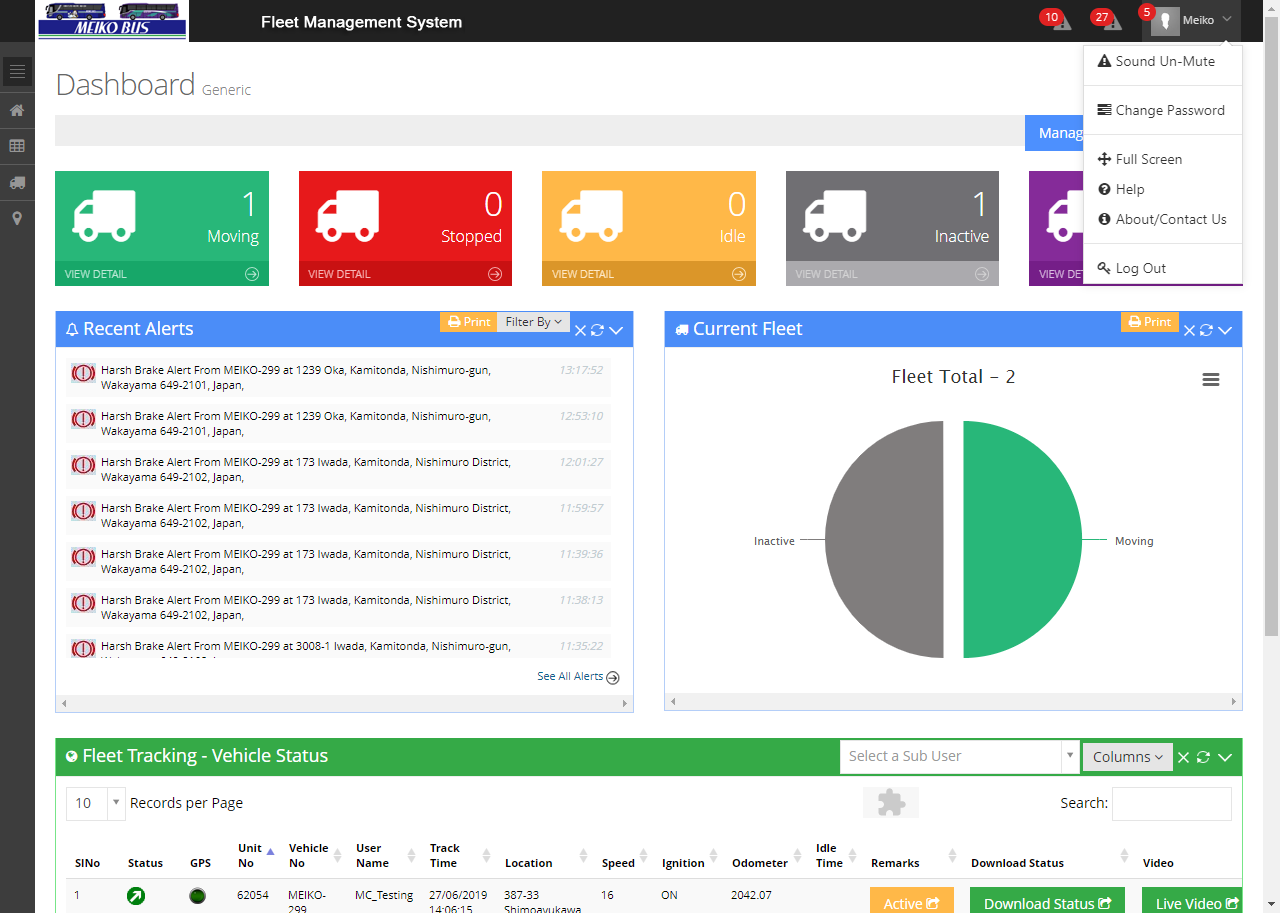 MEIKO BUS
Fleet Management System
10
27
5
Meiko
Sound Un-Mute
Change Password
Full Screen
Help
About/Contact Us
Log Out
Dashboard Generic
Manag
1
Moving
VIEW DETAIL
0
Stopped
VIEW DETAIL
0
Idle
VIEW DETAIL
1
Inactive
VIEW DETAIL
VIEW DET
Recent Alerts
Print
Filter By
Harsh Brake Alert From MEIKO-299 at 1239 Oka, Kamitonda, Nishimuro-gun, 13:17:52
Wakayama 649-2101, Japan,
Harsh Brake Alert From MEIKO-299 at 1239 Oka, Kamitonda, Nishimuro-gun, 12:53:10
Wakayama 649-2101, Japan,
Harsh Brake Alert From MEIKO-299 at 173 Iwada, Kamitonda, Nishimuro District, 12:01:27
Wakayama 649-2102, Japan,
Harsh Brake Alert From MEIKO-299 at 173 Iwada, Kamitonda, Nishimuro District, 11:59:57
Wakayama 649-2102, Japan,
Harsh Brake Alert From MEIKO-299 at 173 Iwada, Kamitonda, Nishimuro District, 11:39:36
Wakayama 649-2102, Japan,
Harsh Brake Alert From MEIKO-299 at 173 Iwada, Kamitonda, Nishimuro District, 11:38:13
Wakayama 649-2102, Japan,
Harsh Brake Alert From MEIKO-299 at 3008-1 Iwada, Kamitonda, Nishimuro-gun, 11:35:22
See All Alerts
Current Fleet
Print
Fleet Total - 2
Inactive
Moving
Fleet Tracking - Vehicle Status
Select a Sub User
Columns
10 Records per Page
Search:
SlNo Status GPS Unit No Vehicle No User Name Track Time Location Speed Ignition Odometer Idle Time Remarks Download Status Video
1 62054 MEIKO- MC_Testing 27/06/2019 387-33 16 ON 2042.07 Active Download Status Live Video
299 14:06:15 Shimoayukawa